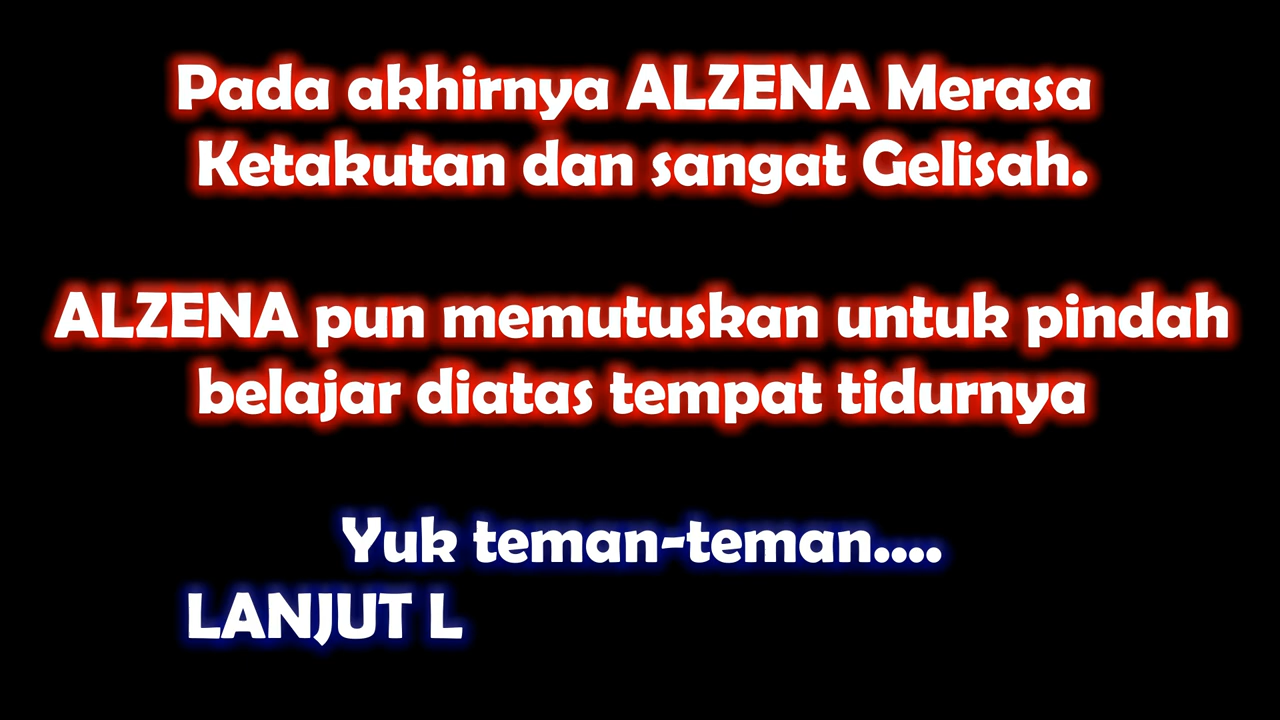 Pada akhirnya ALZENA Merasa
Ketakutan dan sangat Gelisah.
ALZENA pun memutuskan untuk pindah
belajar diatas tempat tidurnya
Yuk teman-teman....
LANJUT L